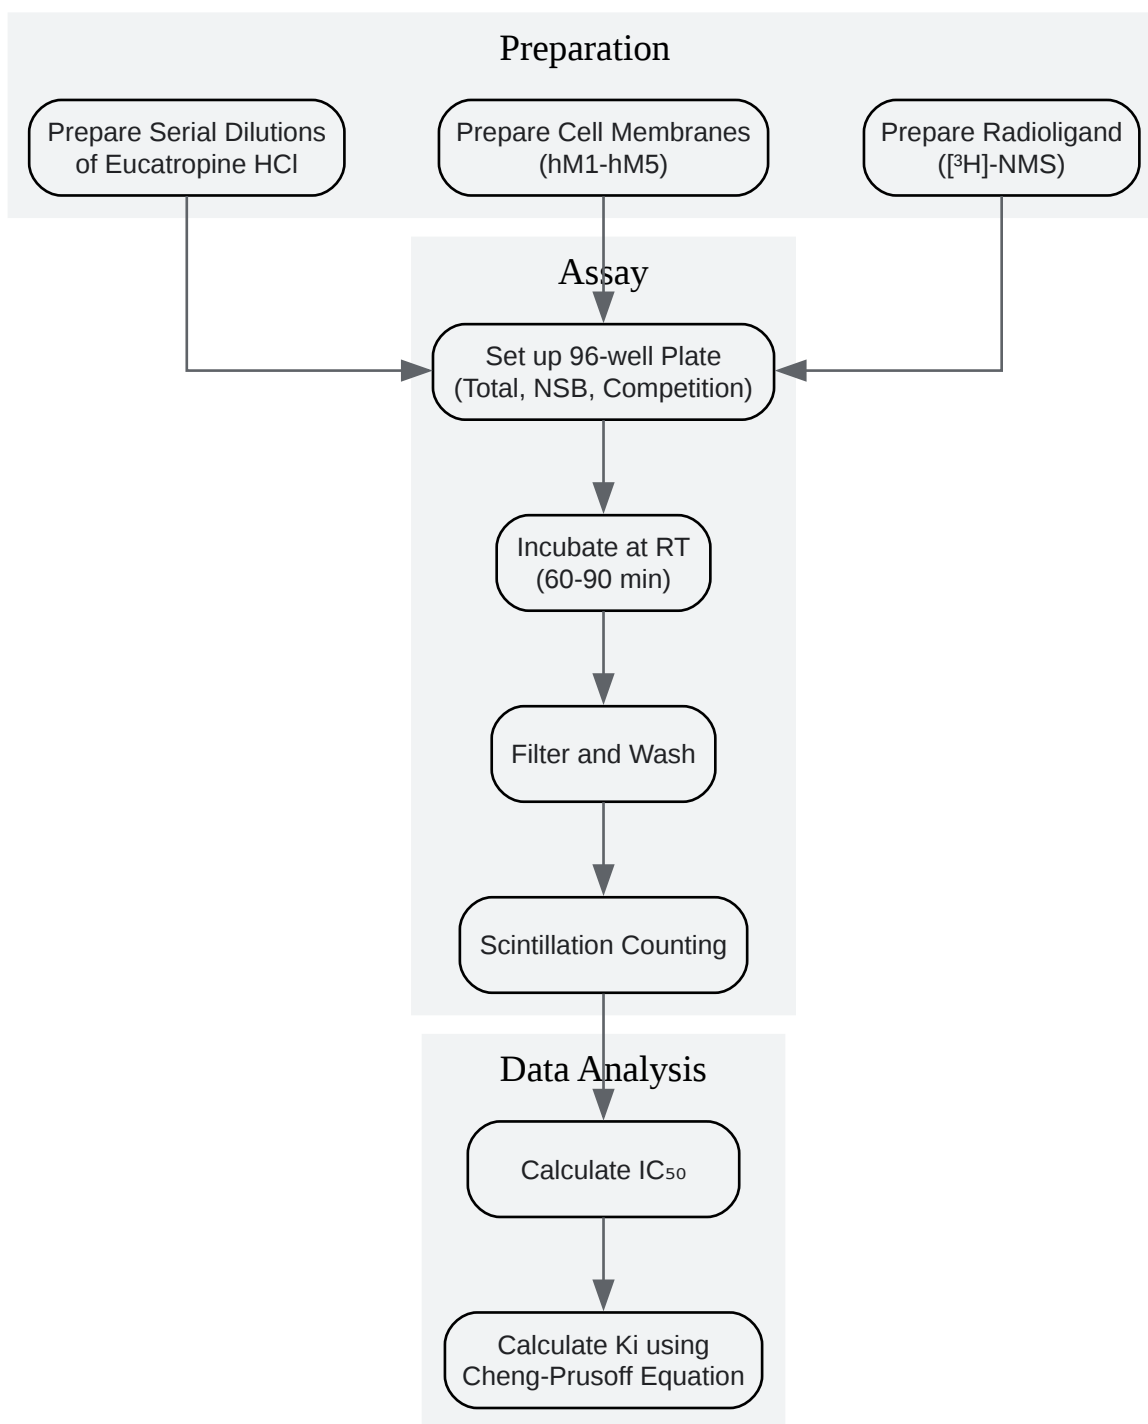 Preparation
Prepare Serial Dilutions
of Eucatropine HCl
Prepare Cell Membranes
(hM1-hM5)
Prepare Radioligand
([³H]-NMS)
Assay
Set up 96-well Plate
(Total, NSB, Competition)
Incubate at RT
(60-90 min)
Filter and Wash
Scintillation Counting
Data Analysis
Calculate IC₅₀
Calculate Ki using
Cheng-Prusoff Equation